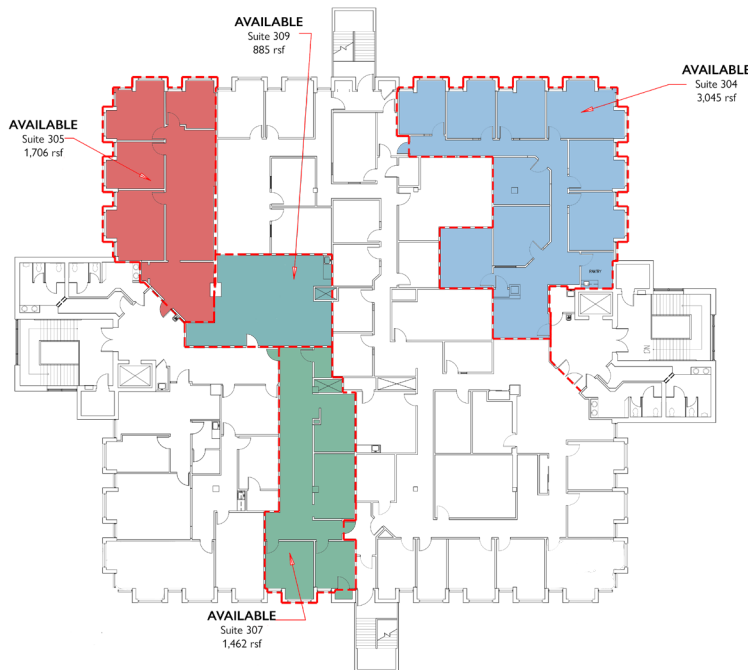 AVAILABLE
Suite 309
885 rsf
AVAILABLE
Suite 304
3,045 rsf
AVAILABLE
Suite 305
1,706 rsf
ENTRY
AVAILABLE
Suite 307
1,462 rsf